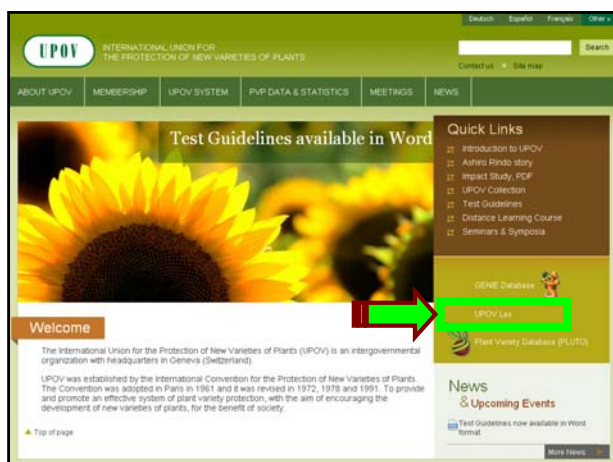 Deutsch Español Français Other
UPOV
INTERNATIONAL UNION FOR
THE PROTECTION OF NEW VARIETIES OF PLANTS
Search
Contact us Site map
ABOUT UPOV MEMBERSHIP UPOV SYSTEM PVP DATA & STATISTICS MEETINGS NEWS
Test Guidelines available in Word
Quick Links
Introduction to UPOV
Ashiro Rindo story
Impact Study, PDF
UPOV Collection
Test Guidelines
Distance Learning Course
Seminars & Symposia
GENIE Database
UPOV Lex
Plant Variety Database (PLUTO)
Welcome
The International Union for the Protection of New Varieties of Plants (UPOV) is an intergovernmental
organization with headquarters in Geneva (Switzerland).
UPOV was established by the International Convention for the Protection of New Varieties of Plants.
The Convention was adopted in Paris in 1961 and it was revised in 1972, 1978 and 1991. To provide
and promote an effective system of plant variety protection, with the aim of encouraging the
development of new varieties of plants, for the benefit of society.
Top of page
News
& Upcoming Events
Test Guidelines now available in Word
format
More News